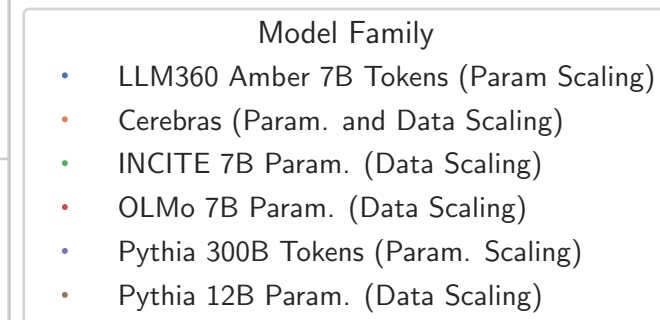 Model Family
LLM360 Amber 7B Tokens (Param Scaling)
Cerebras (Param. and Data Scaling)
INCITE 7B Param. (Data Scaling)
OLMo 7B Param. (Data Scaling)
Pythia 300B Tokens (Param. Scaling)
Pythia 12B Param. (Data Scaling)